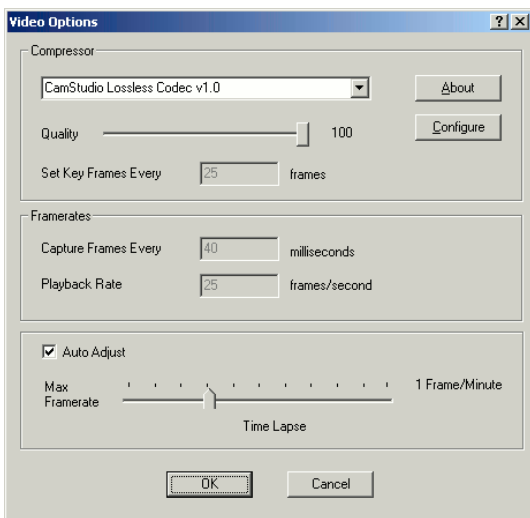 Video Options
Compressor
CamStudio Lossless Codec v1.0
About
Quality 100
Configure
Set Key Frames Every 25 frames
Framerates
Capture Frames Every 40 milliseconds
Playback Rate 25 frames/second
Auto Adjust
Max Framerate 1 Frame/Minute
Time Lapse
OK Cancel